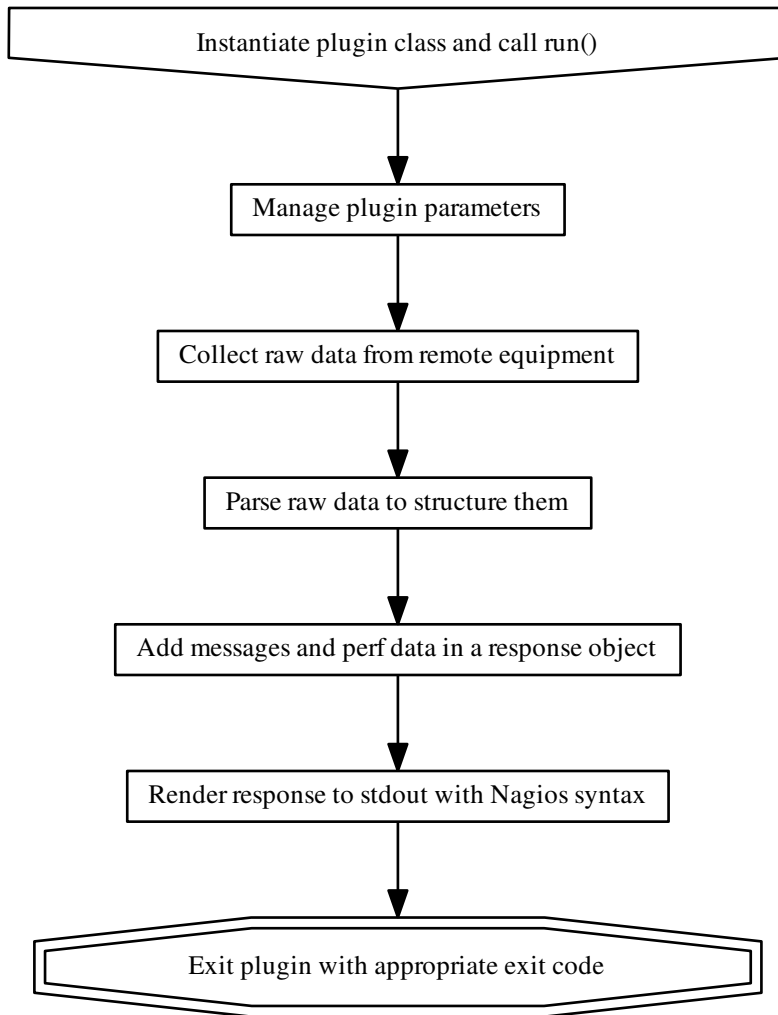 Instantiate plugin class and call run()
Manage plugin parameters
Collect raw data from remote equipment
Parse raw data to structure them
Add messages and perf data in a response object
Render response to stdout with Nagios syntax
Exit plugin with appropriate exit code